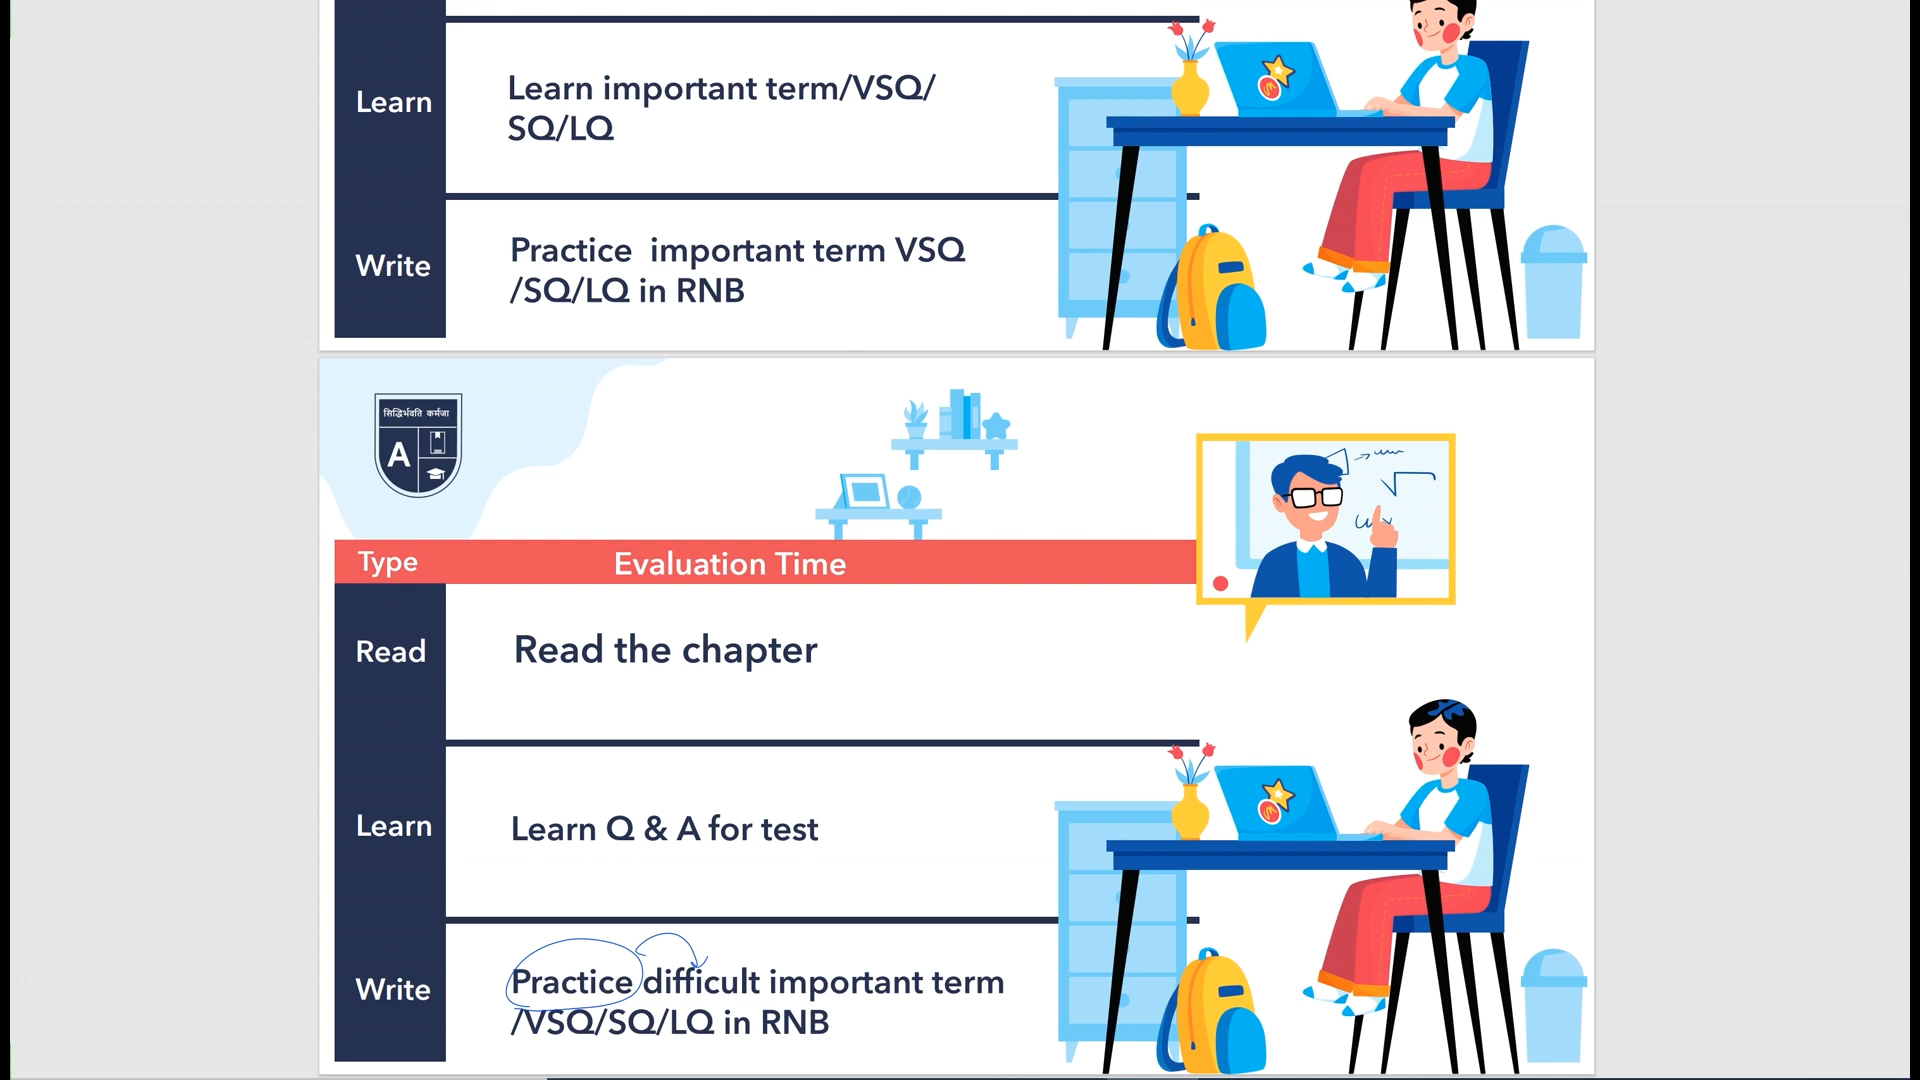 Learn
Learn important term/VSQ/
SQ/LQ
Write
Practice  important term VSQ
/SQ/LQ in RNB
सिद्धिर्भवति कर्मजा
A
Type
Evaluation Time
Read
Read the chapter
Learn
Learn Q & A for test
Write
Practice difficult important term
/VSQ/SQ/LQ in RNB